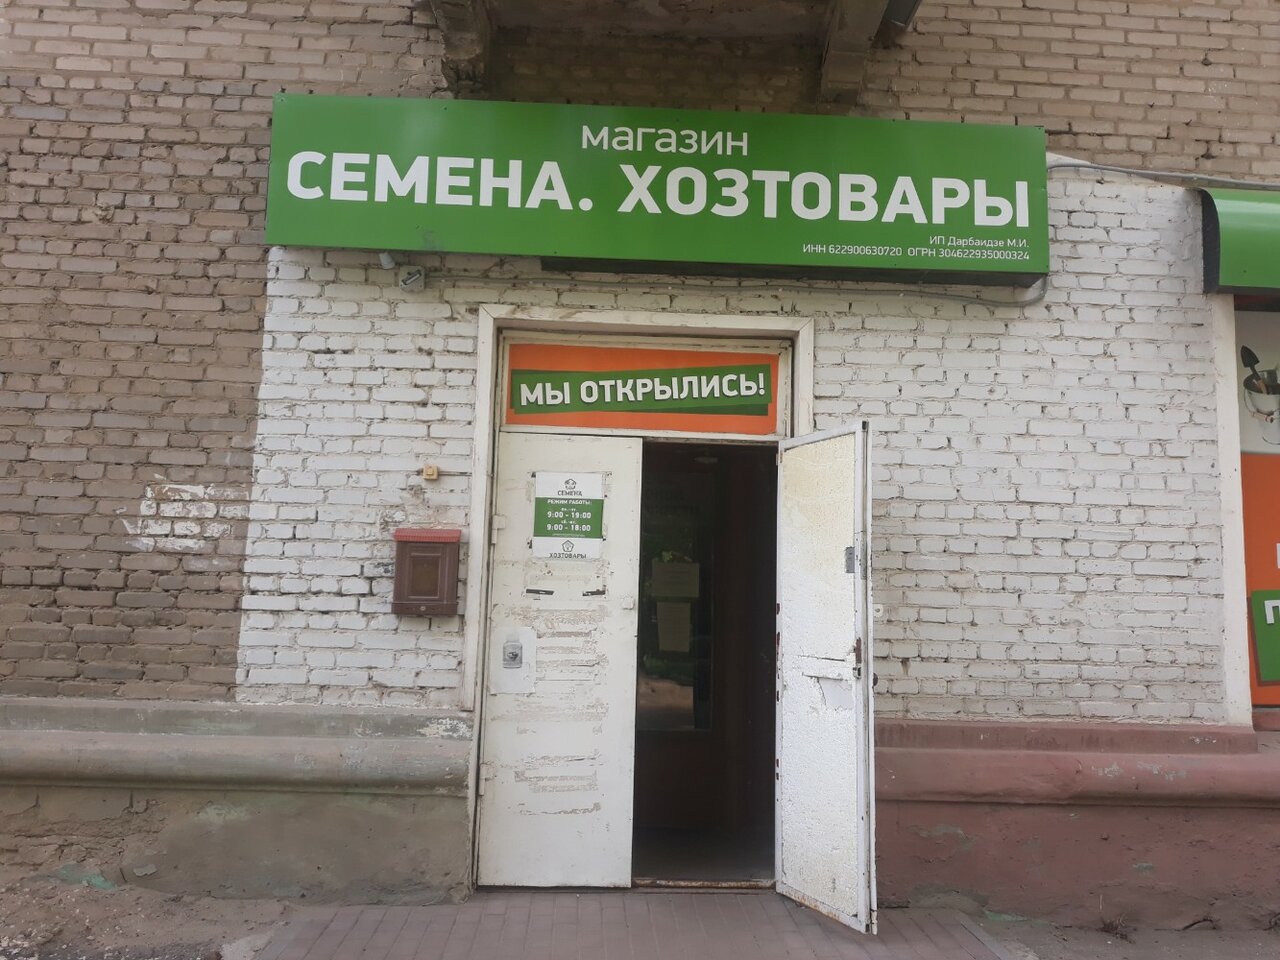 магазин
СЕМЕНА. ХОЗТОВАРЫ
ИП Дарбаидзе М.И.
ИНН 622900630720 ОГРН 304622935000324
МЫ ОТКРЫЛИСЬ!
СЕМЕНА
РЕЖИМ РАБОТЫ:
9:00 - 19:00
9:00 - 18:00
ХОЗТОВАРЫ